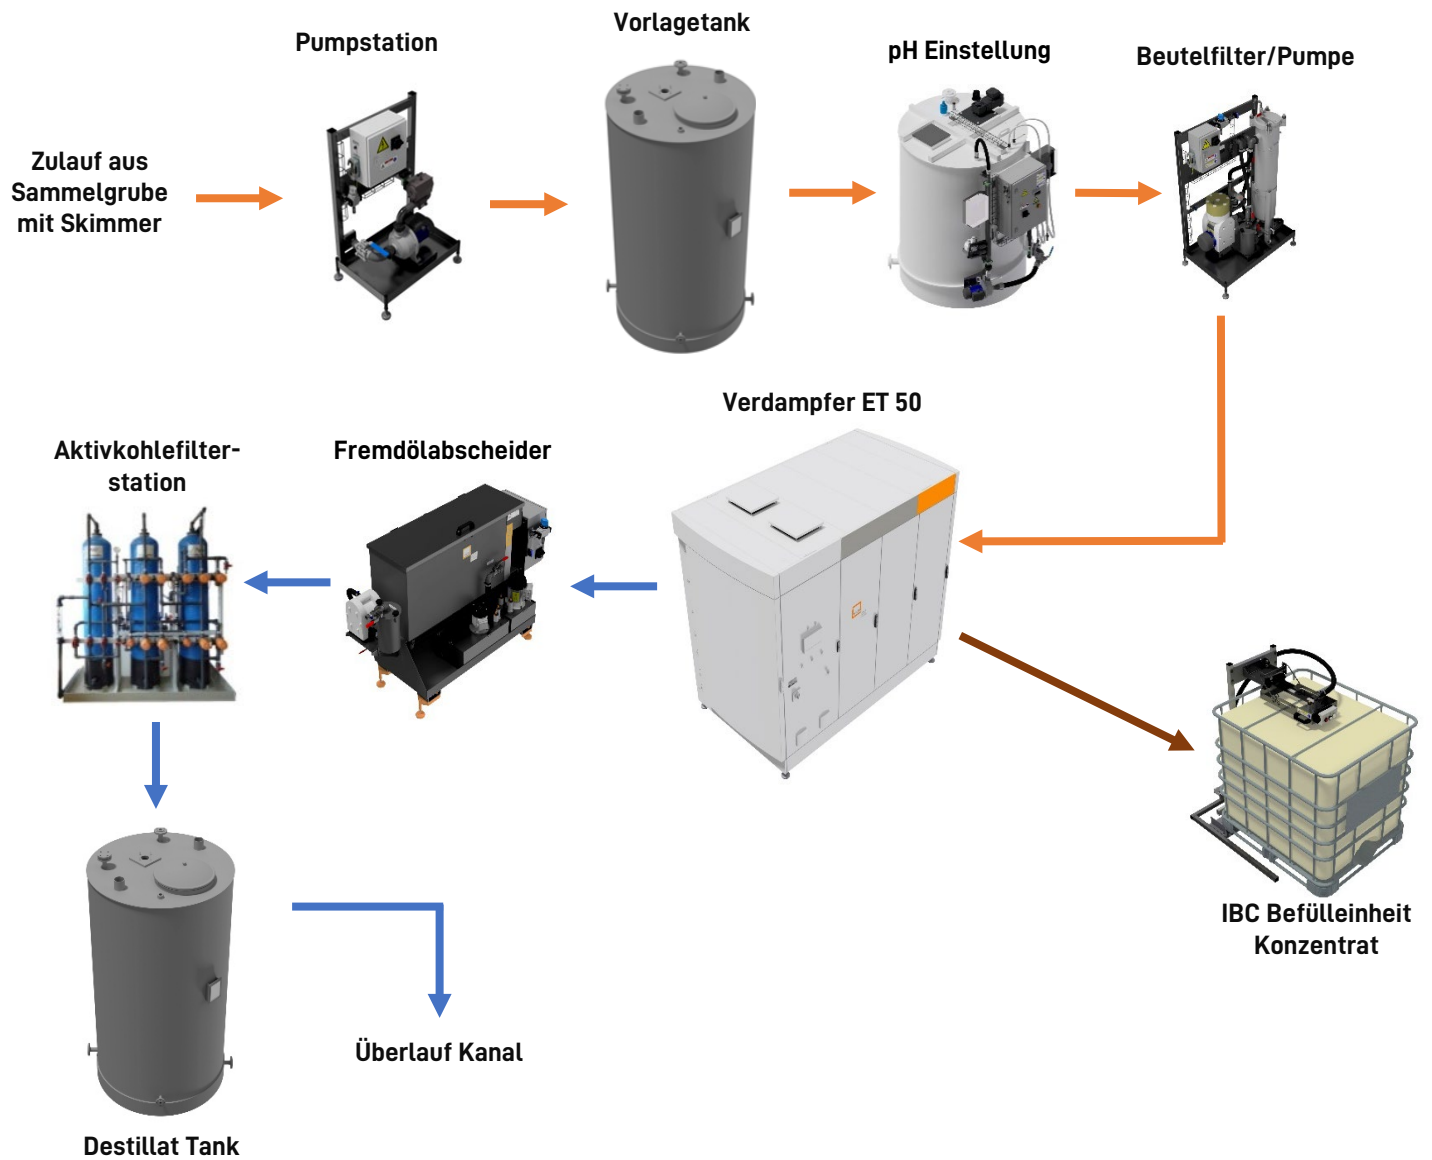 Pumpstation
Vorlagetank
pH Einstellung
Beutelfilter/Pumpe
Zulauf aus
Sammelgrube
mit Skimmer
Verdampfer ET 50
Aktivkohlefilter-
station
Fremdölabscheider
IBC Befülleinheit
Konzentrat
Überlauf Kanal
Destillat Tank